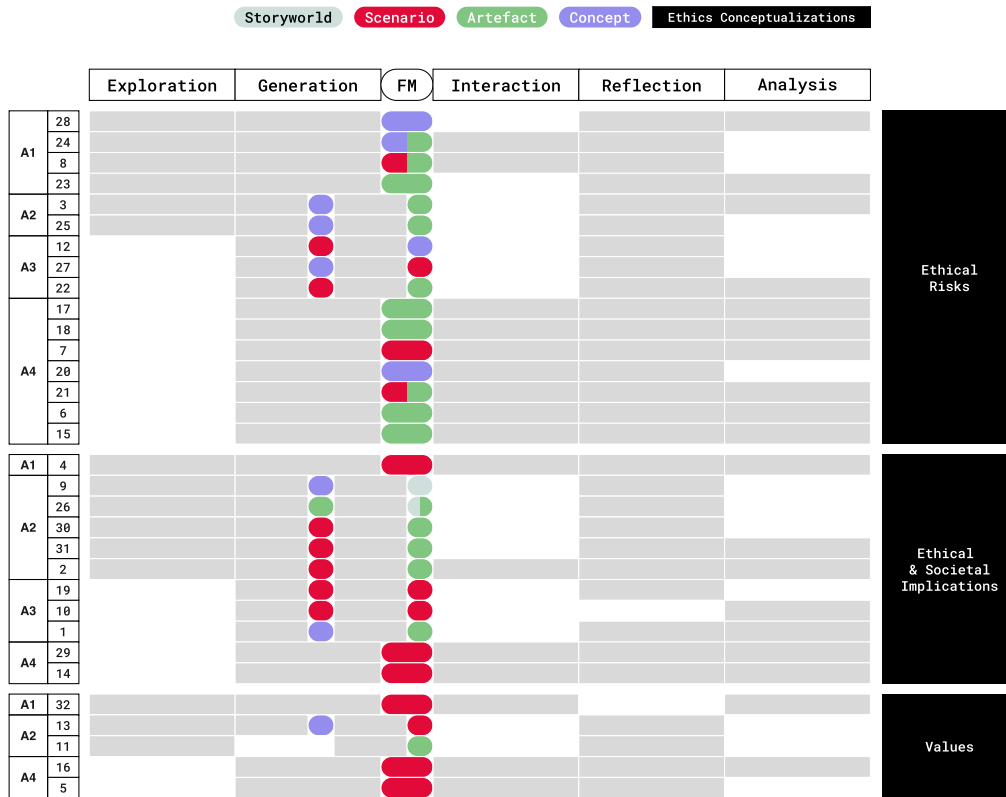 Storyworld Scenario Artefact Concept Ethics Conceptualizations
Exploration Generation FM Interaction Reflection Analysis
A1
28
24
8
23
A2
3
25
A3
12
27
22
A4
17
18
7
20
21
6
15
Ethical
Risks
A1
4
A2
9
26
30
31
2
A3
19
10
1
A4
29
14
Ethical
& Societal
Implications
A1
32
A2
13
11
A4
16
5
Values